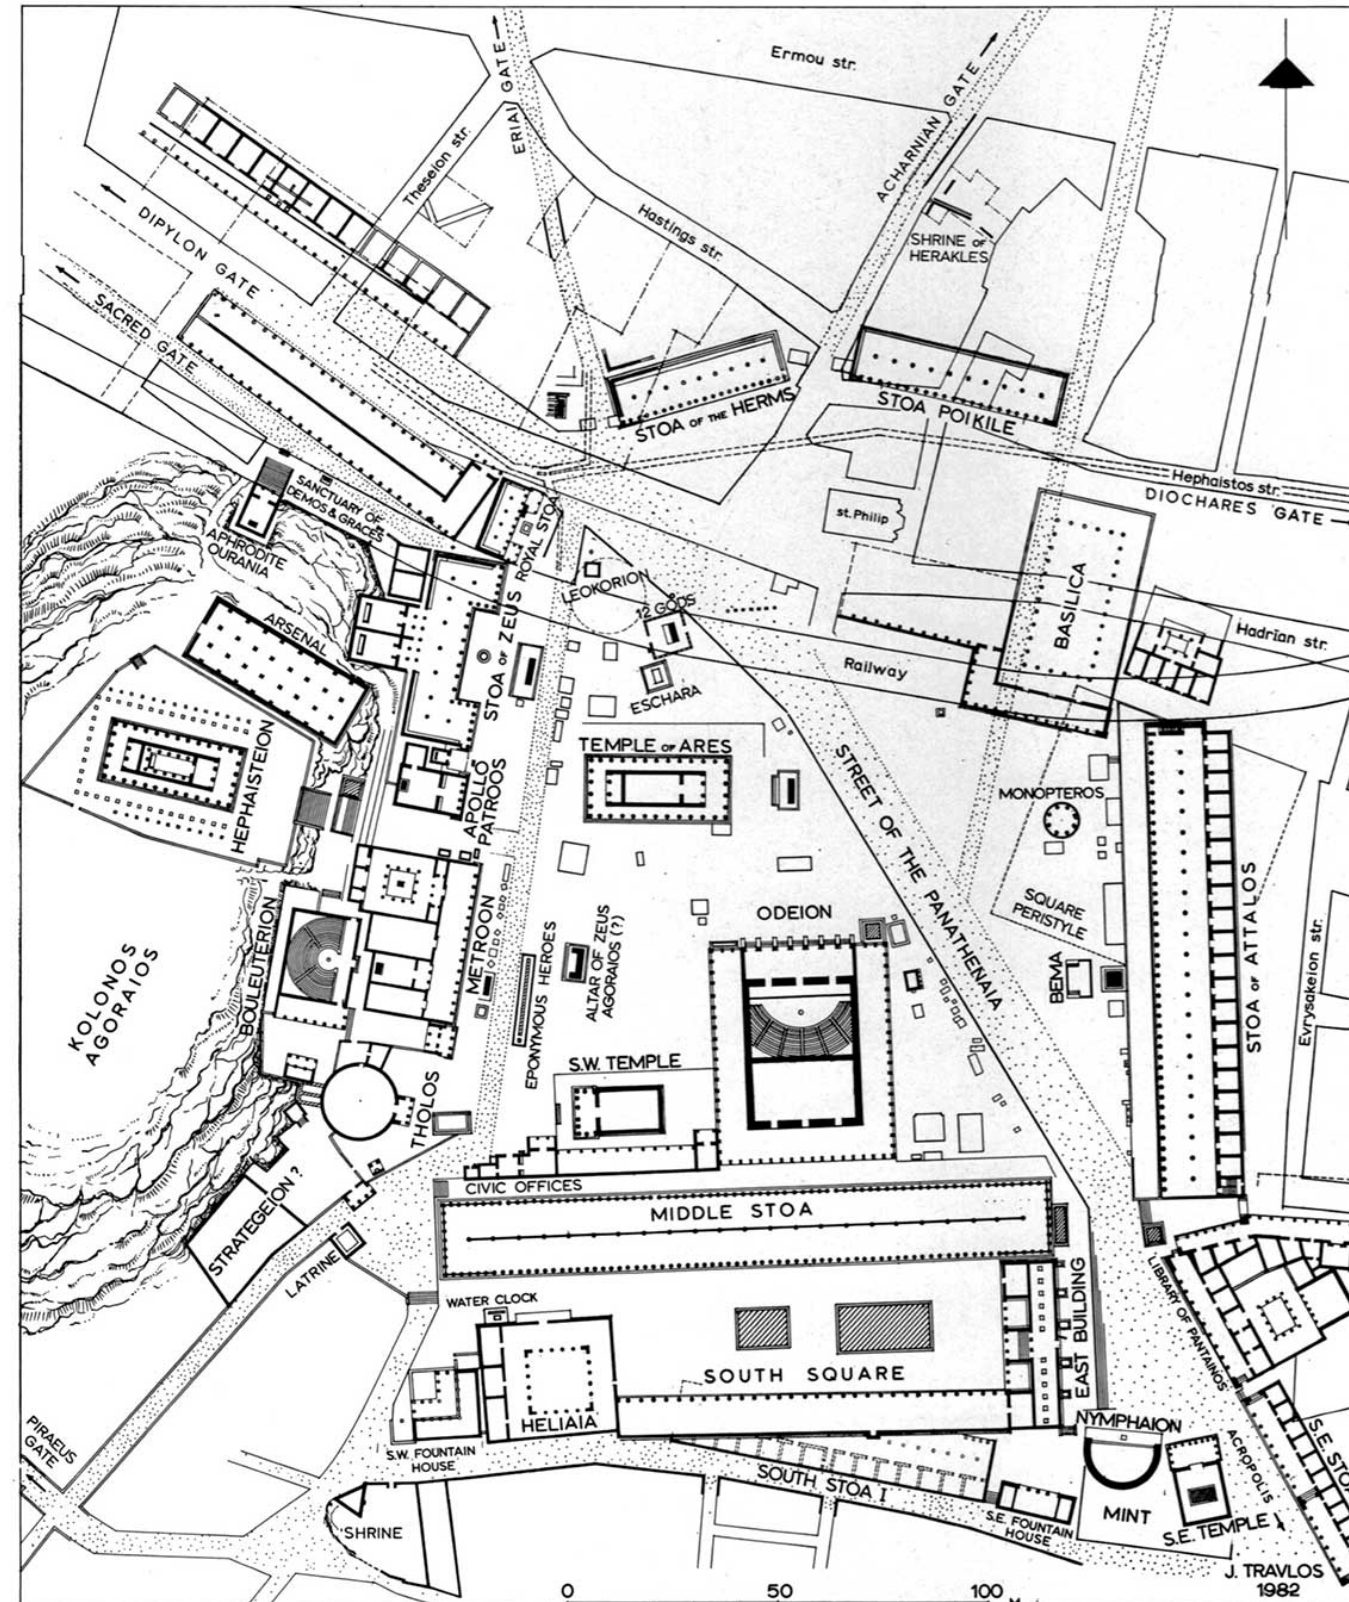 Ermou str.
ERIAI GATE
ACHARNIAN GATE
Theseion str.
Hastings str.
SHRINE OF
HERAKLES
DIPYLON GATE
SACRED GATE
STOA OF THE HERMS
STOA POIKILE
Hephaistos str.
DIOCHARES GATE
SANCTUARY OF
DEMOS & GRACES
APHRODITE
OURANIA
ROYAL STOA
st. Philip
LEOKORION
12 GODS
BASILICA
Hadrian str.
ARSENAL
STOA OF ZEUS
ESCHARA
Railway
HEPHAISTEION
APOLLO
PATROOS
TEMPLE OF ARES
STREET OF THE PANATHENAIA
MONOPTEROS
SQUARE
PERISTYLE
ODEION
KOLONOS
AGORAIOS
BOULEUTERION
METROON
EPONYMOUS HEROES
ALTAR OF ZEUS
AGORAIOS (??)
BEMA
STOA OF ATTALOS
Evrysakeion str.
S.W. TEMPLE
THOLOS
CIVIC OFFICES
MIDDLE STOA
STRATEGEION ?
LATRINE
WATER CLOCK
LIBRARY OF PANTAINOS
EAST BUILDING
SOUTH SQUARE
HELIAIA
S.W. FOUNTAIN
HOUSE
NYMPHAION
PIRAEUS
GATE
SOUTH STOA I
ACROPOLIS
S.E. STOA
SHRINE
S.E. FOUNTAIN
HOUSE
MINT
S.E. TEMPLE
J. TRAVLOS
1982
0 50 100 M.